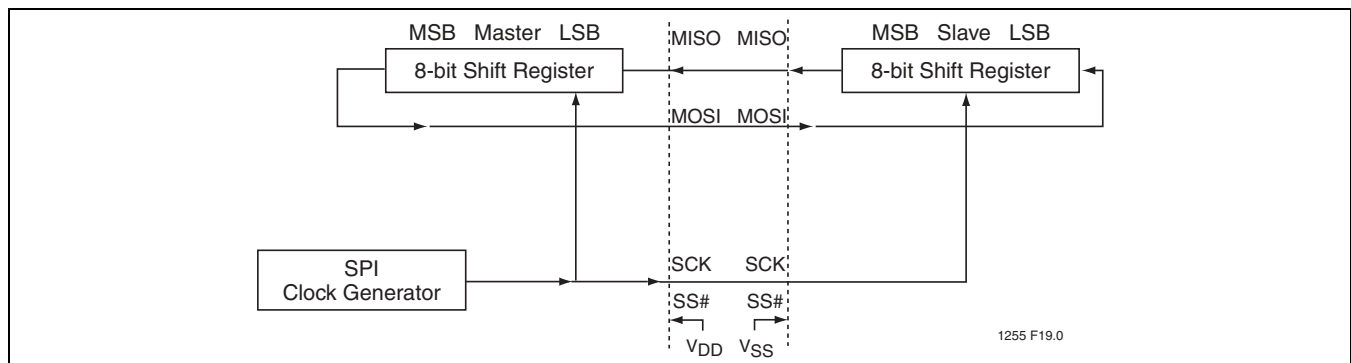 MSB Master LSB
MISO MISO
MSB Slave LSB
8-bit Shift Register
8-bit Shift Register
MOSI MOSI
SPI
Clock Generator
SCK SCK
SS# SS#
VDD VSS
1255 F19.0